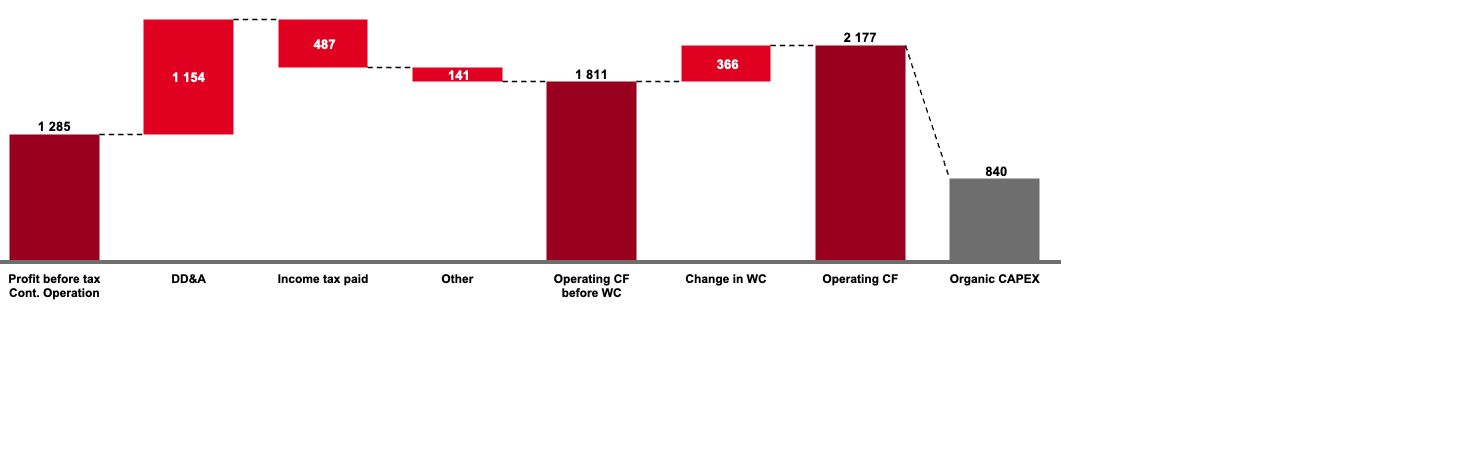 2 177
487
366
1 154
141
1 811
1 285
840
Profit before tax
Cont. Operation
DD&A
Income tax paid
Other
Operating CF
before WC
Change in WC
Operating CF
Organic CAPEX